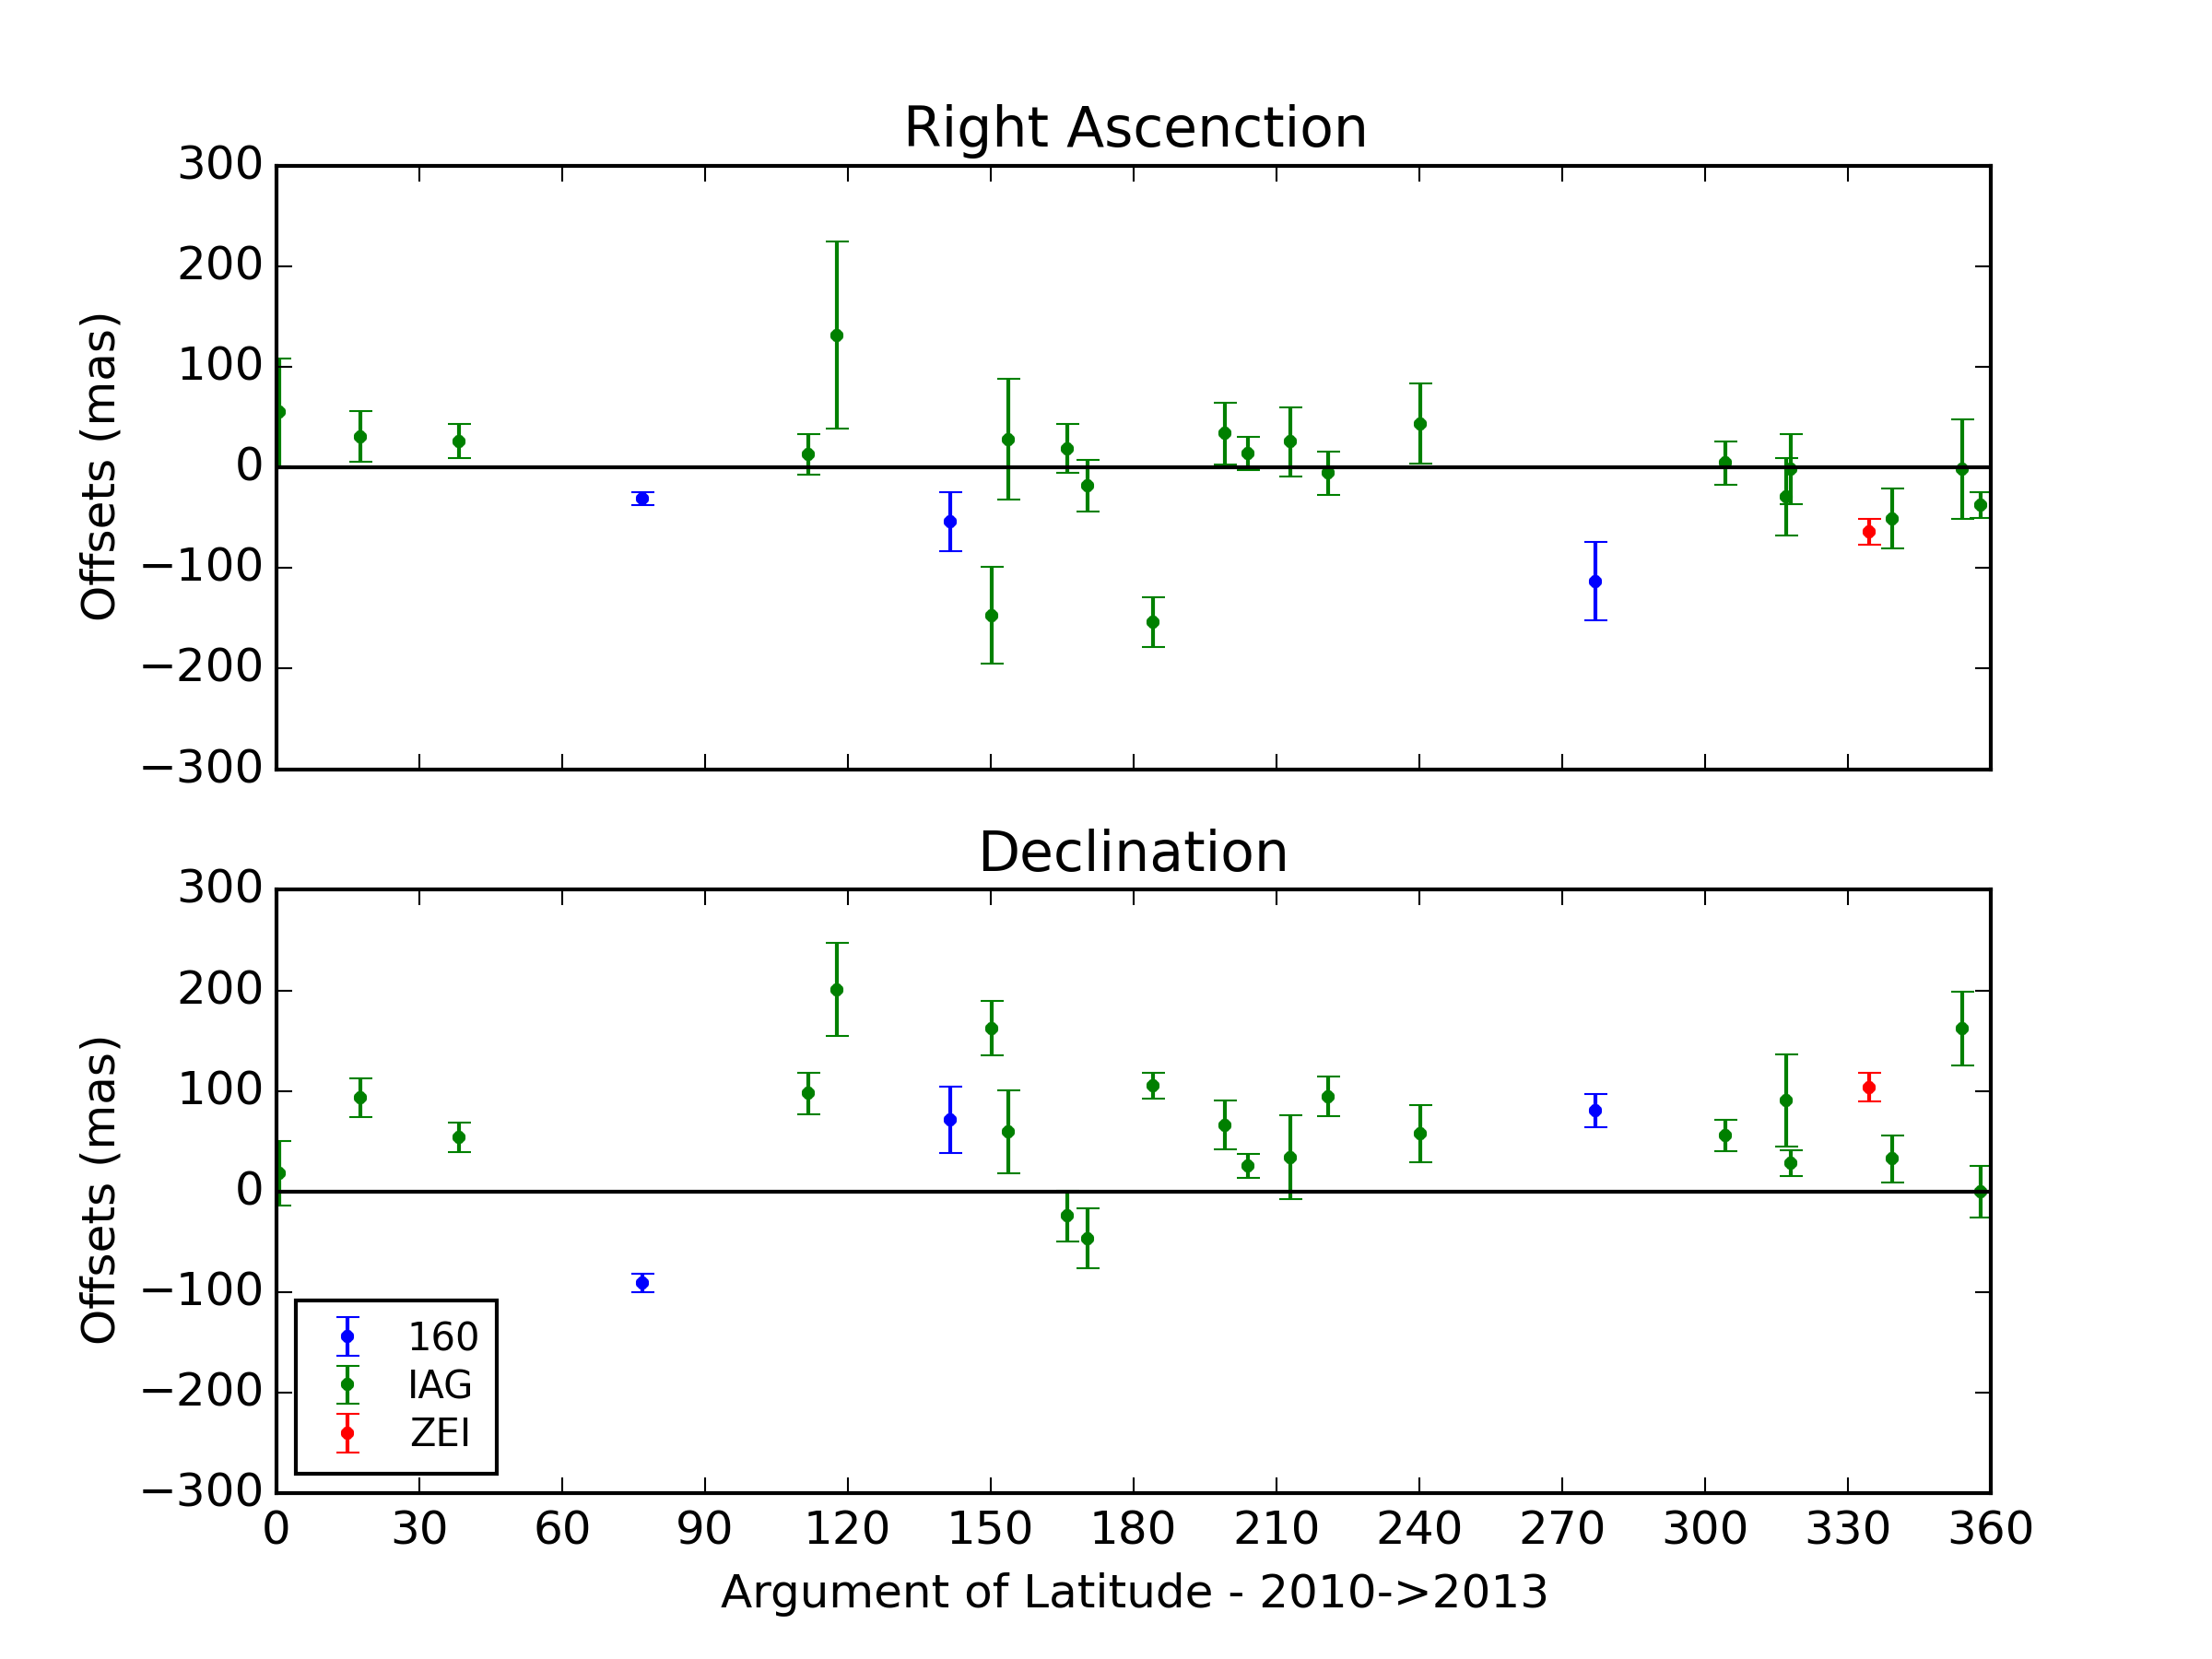 Right Ascenction
300
200
100
0
−100
−200
−300
Offsets (mas)
Declination
300
200
100
0
−100
−200
−300
Offsets (mas)
160
IAG
ZEI
0 30 60 90 120 150 180 210 240 270 300 330 360
Argument of Latitude - 2010->2013